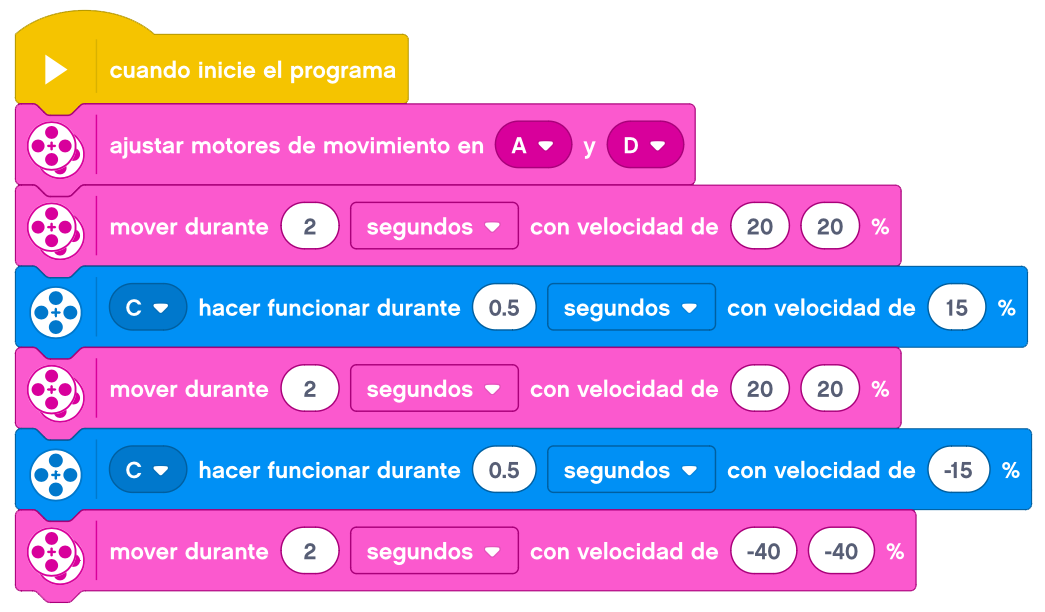 cuando inicie el programa
ajustar motores de movimiento en A y D
mover durante 2 segundos con velocidad de 20 20 %
C hacer funcionar durante 0.5 segundos con velocidad de 15 %
mover durante 2 segundos con velocidad de 20 20 %
C hacer funcionar durante 0.5 segundos con velocidad de -15 %
mover durante 2 segundos con velocidad de -40 -40 %